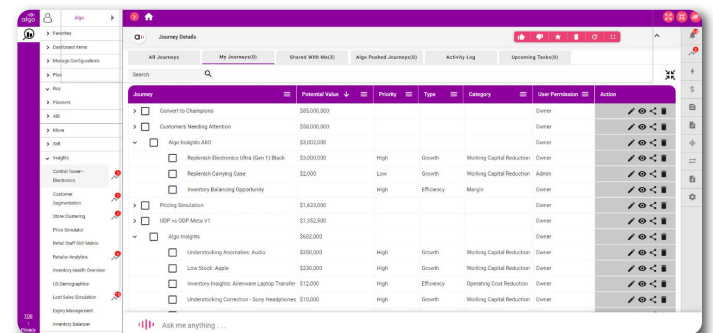 algo
Algo
Favorites
Dashboard Items
Manage Configurations
Plan
Buy
Planners
ABI
Move
Sell
Insights
Control Tower -
Electronics
Customer
Segmentation
Store Clustering
Price Simulator
Retail Staff Skill Matrix
Retailer Analytics
Inventory Health Overview
US Demographics
Lost Sales Simulation
Expiry Management
Inventory Balancer
TOS
|
Privacy
Journey Details
All Journeys
My Journeys(0)
Shared With Me(3)
Algo Pushed Journeys(0)
Activity Log
Upcoming Tasks(0)
Search
Journey Potential Value Priority Type Category User Permission Action
Convert to Champions $85,000,000 Owner
Customers Needing Attention $58,000,000 Owner
Algo Insights AIIO $3,002,000 Owner
Replenish Electronics Ultra (Gen 1) Black $3,000,000 High Growth Working Capital Reduction Owner
Replenish Carrying Case $2,000 Low Growth Working Capital Reduction Admin
Inventory Balancing Opportunity High Efficiency Margin Owner
Pricing Simulation $1,633,000 Owner
UDP vs ODP Meta V1 $1,352,500 Owner
Algo Insights $602,000 Owner
Understocking Anomalies: Audio $350,000 High Growth Working Capital Reduction Owner
Low Stock: Apple $230,000 High Growth Working Capital Reduction Owner
Inventory Insights: Alienware Laptop Transfer $12,000 High Efficiency Operating Cost Reduction Owner
Understocking Correction - Sony Headphones $10,000 High Growth Working Capital Reduction Owner
Ask me anything . . .